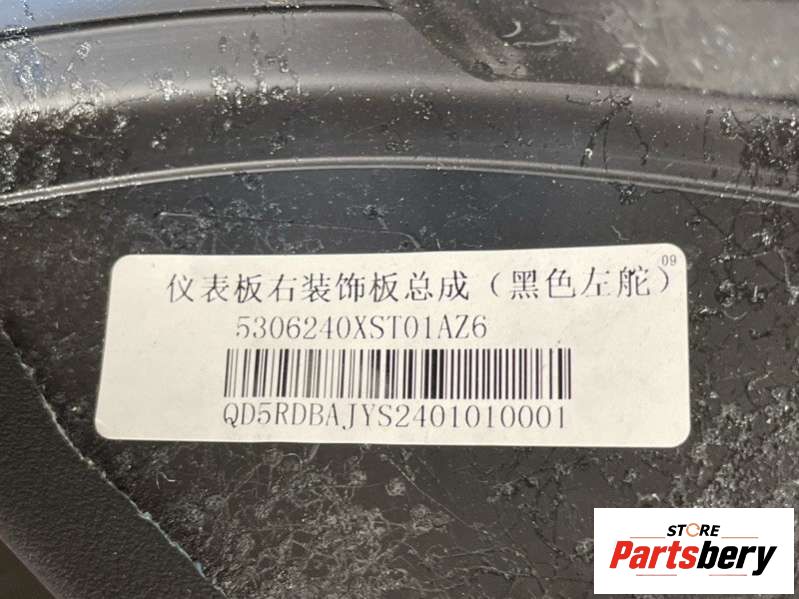 仪表板右装饰板总成（黑色左舵）
09
5306240XST01AZ6
QD5RDBAJYS2401010001
STORE
Partsbery